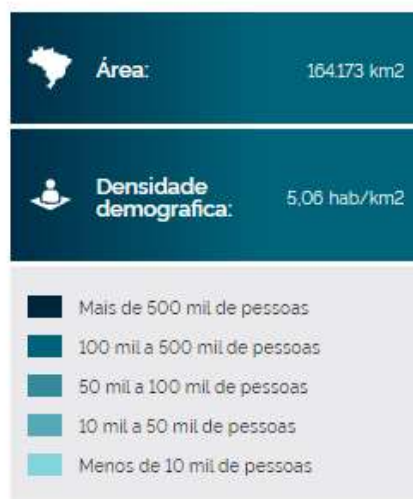 Área: 164.173 km2
Densidade
demografica: 5,06 hab/km2
Mais de 500 mil de pessoas
100 mil a 500 mil de pessoas
50 mil a 100 mil de pessoas
10 mil a 50 mil de pessoas
Menos de 10 mil de pessoas